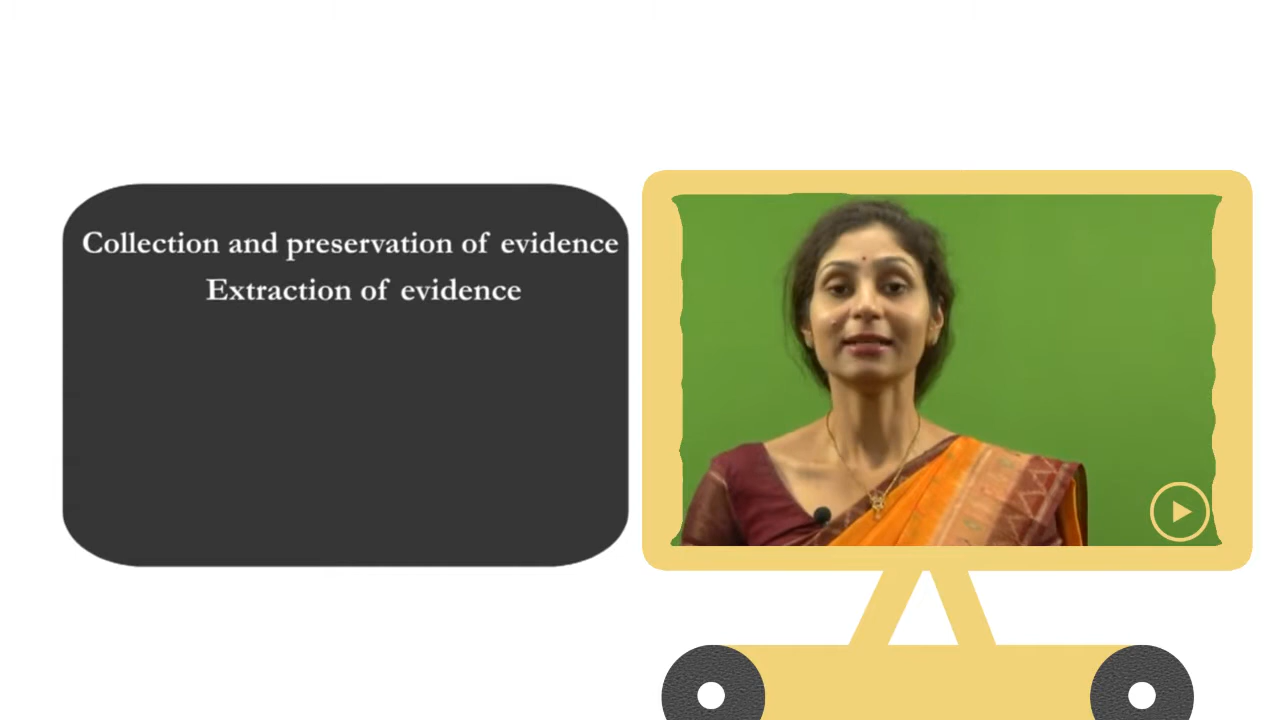 Collection and preservation of evidence
Extraction of evidence